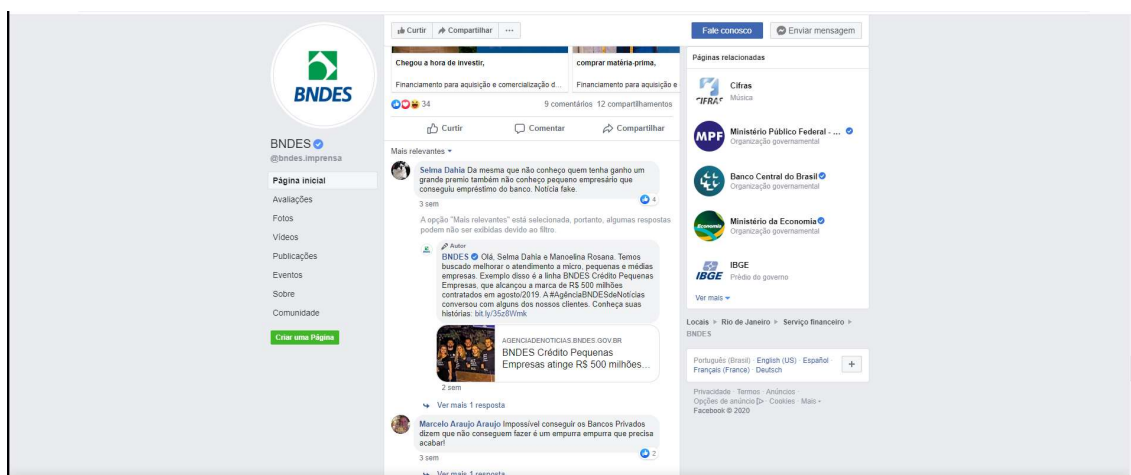 BNDES
BNDES
@bndes.imprensa
Página inicial
Avaliações
Fotos
Vídeos
Publicações
Eventos
Sobre
Comunidade
Criar uma Página
Curtir Compartilhar ...
Chegou a hora de investir,
Financiamento para aquisição e comercialização d...
comprar matéria-prima,
Financiamento para aquisição e
34
9 comentários 12 compartilhamentos
Curtir Comentar Compartilhar
Mais relevantes
Selma Dahia Da mesma que não conheço quem tenha ganho um
grande premio também não conheço pequeno empresário que
conseguiu empréstimo do banco. Notícia fake.
4
3 sem
A opção "Mais relevantes" está selecionada, portanto, algumas respostas
podem não ser exibidas devido ao filtro.
Autor
BNDES Olá, Selma Dahia e Manoelina Rosana. Temos
buscado melhorar o atendimento a micro, pequenas e médias
empresas. Exemplo disso é a linha BNDES Crédito Pequenas
Empresas, que alcançou a marca de R$ 500 milhões
contratados em agosto/2019. A #AgênciaBNDESdeNotícias
conversou com alguns dos nossos clientes. Conheça suas
histórias: bit.ly/35z8Wmk
AGENCIADENOTICIAS.BNDES.GOV.BR
BNDES Crédito Pequenas
Empresas atinge R$ 500 milhões...
2 sem
Ver mais 1 resposta
Marcelo Araujo Araujo Impossível conseguir os Bancos Privados
dizem que não conseguem fazer é um empurra empurra que precisa
acabar!
2
3 sem
Ver mais 1 resposta
Fale conosco Enviar mensagem
Páginas relacionadas
CIFRAS
Cifras
Música
MPF
Ministério Público Federal - ...
Organização governamental
Banco Central do Brasil
Organização governamental
Economia
Ministério da Economia
Organização governamental
IBGE
IBGE
Prédio do governo
Ver mais
Locais Rio de Janeiro Serviço financeiro
BNDES
Português (Brasil) · English (US) · Español ·
Français (France) · Deutsch
+
Privacidade · Termos · Anúncios ·
Opções de anúncio · Cookies · Mais
Facebook © 2020